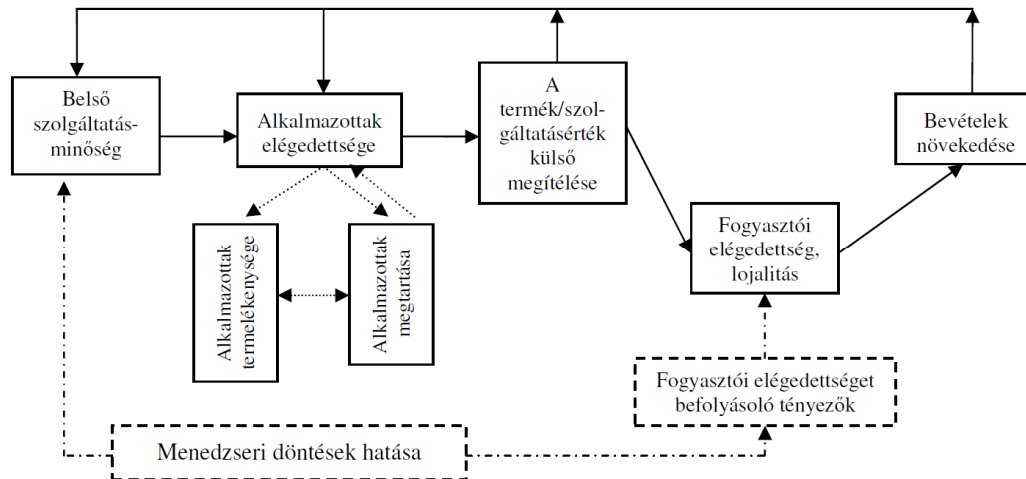 Belső
szolgáltatás-
minőség
Alkalmazottak
elégedettsége
A
termék/szol-
gáltatásérték
külső
megítélése
Bevételek
növekedése
Fogyasztói
elégedettség,
lojalitás
Alkalmazottak
termelékenysége
Alkalmazottak
megtartása
Fogyasztói elégedettséget
befolyásoló tényezők
Menedzseri döntések hatása